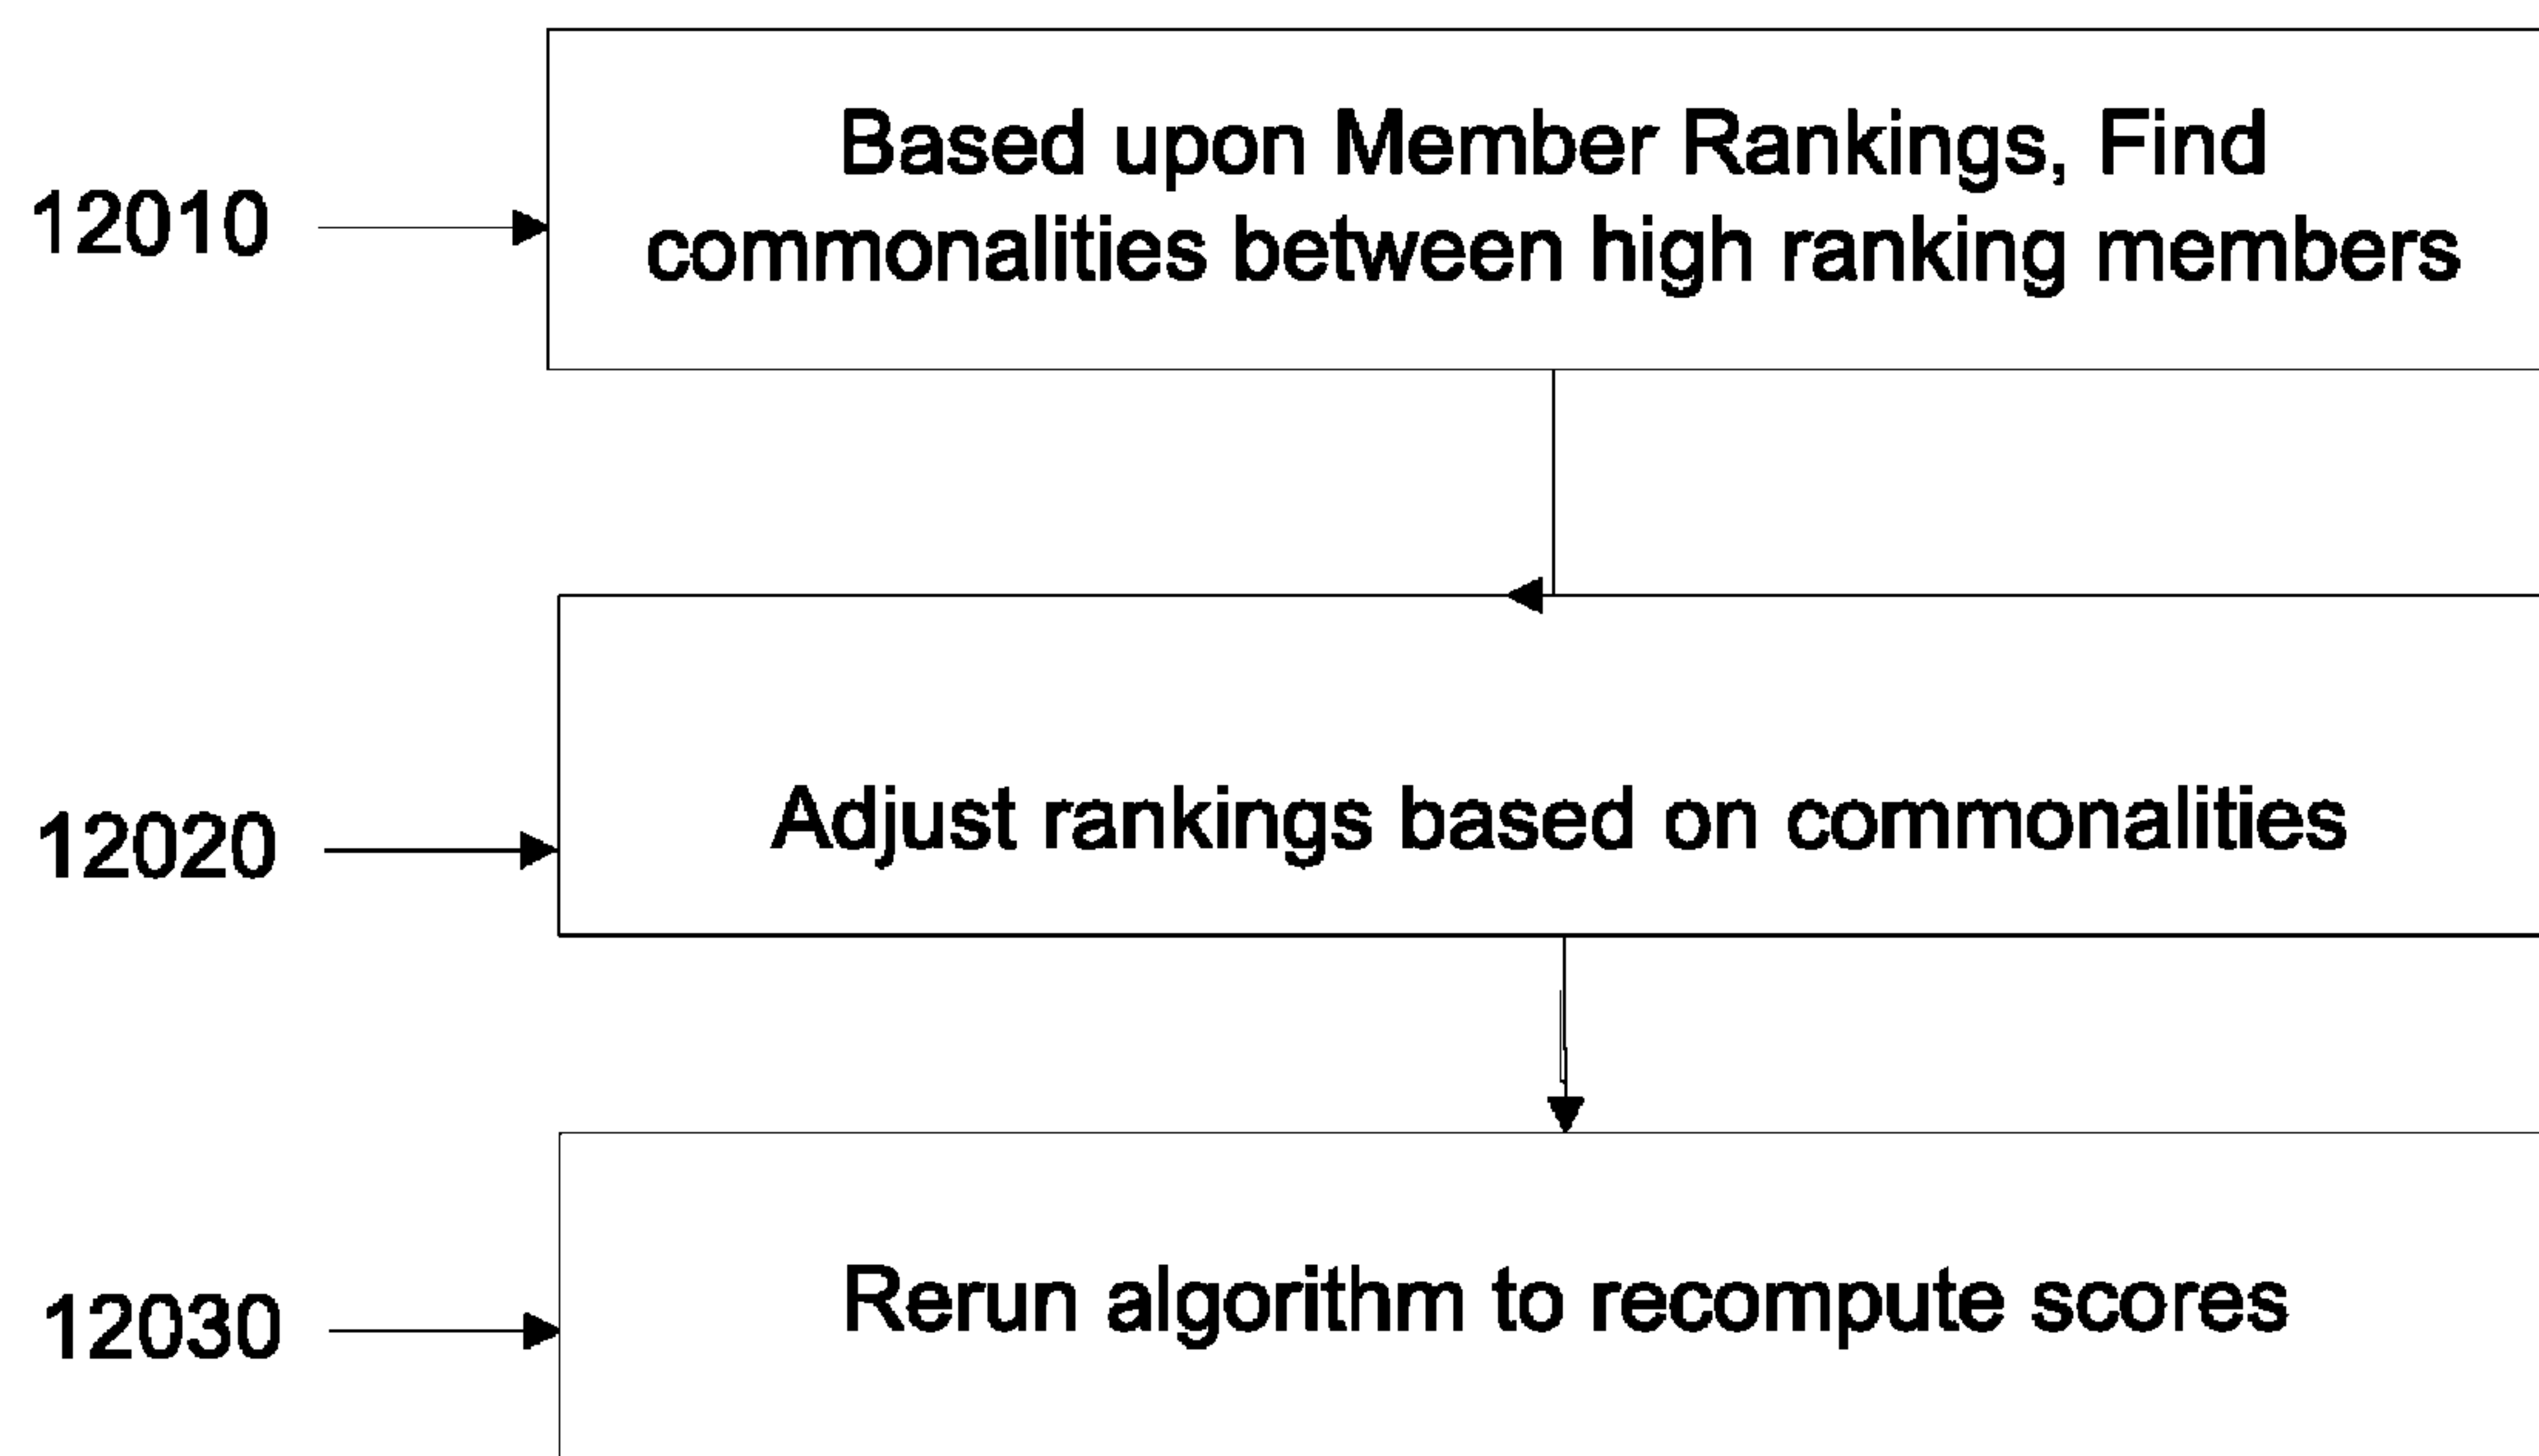 12010
Based upon Member Rankings, Find
commonalities between high ranking members
12020
Adjust rankings based on commonalities
12030
Rerun algorithm to recompute scores